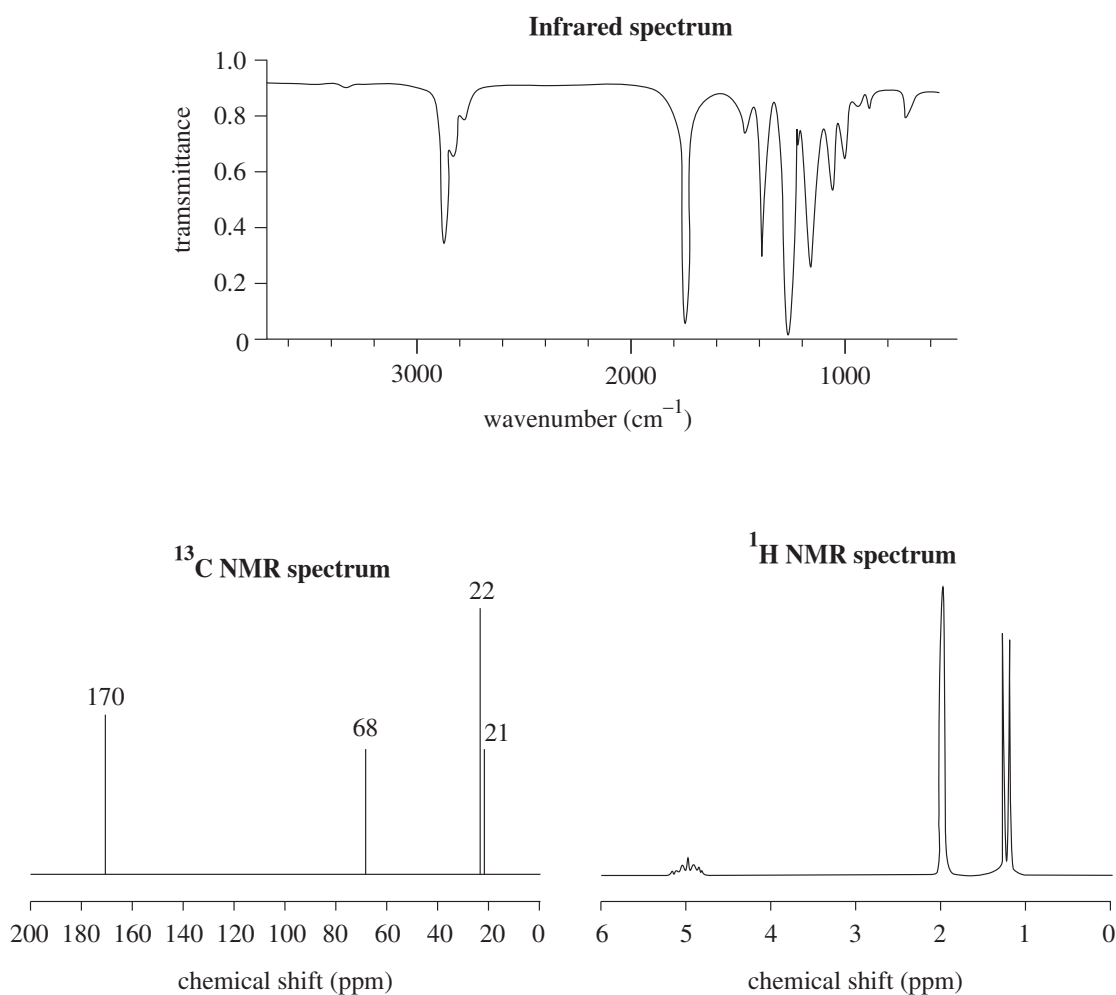 Infrared spectrum
1.0
0.8
0.6
0.4
0.2
0
tramsmittance
3000 2000 1000
wavenumber (cm⁻¹)
¹³C NMR spectrum
170
68
22
21
200 180 160 140 120 100 80 60 40 20 0
chemical shift (ppm)
¹H NMR spectrum
6 5 4 3 2 1 0
chemical shift (ppm)